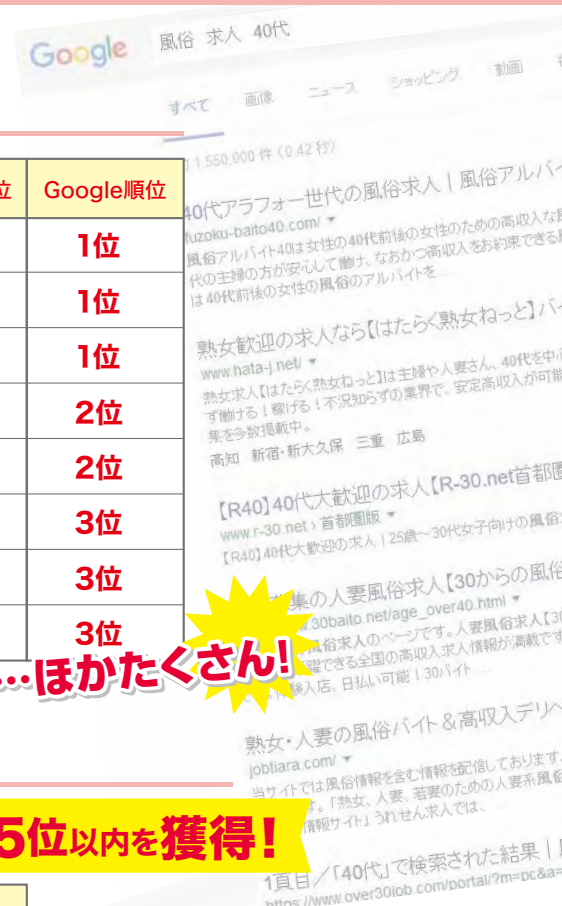 Google
風俗 求人 40代
すべて 画像 ニュース ショッピング 動画
1,550,000 件 (0.42 秒)
40代アラフォー世代の風俗求人 | 風俗アルバイ
fuzoku-baito40.com/
風俗アルバイト40は女性の40代前後の女性のための高収入な
代の主婦の方が安心して働け、なおかつ高収入をお約束できる
は40代前後の女性の風俗のアルバイトを ...
熟女歓迎の求人なら【はたらく熟女ねっと】バイ
www.hata-j.net/
熟女求人【はたらく熟女ねっと】は主婦や人妻さん、40代を中心
ず働ける!稼げる!不況知らずの業界で。安定高収入が可能
集を多数掲載中。
高知 新宿・新大久保 三重 広島
【R40】40代大歓迎の求人【R-30.net首都圏
www.r-30.net › 首都圏版
【R40】40代大歓迎の求人 | 25歳~30代女子向けの風俗
集の人妻風俗求人【30からの風俗
30baito.net/age_over40.html
風俗求人のページです。人妻風俗求人【30
躍できる全国の高収入求人情報が満載です
験入店、日払い可能!30バイト ...
熟女・人妻の風俗バイト&高収入デリヘ
jobtiara.com/
当サイトでは風俗情報を含む情報を配信しております。
す。「熟女、人妻、若妻のための人妻系風俗
情報サイト」うれせん求人では、
1頁目/「40代」で検索された結果 |
https://www.over30job.com/portal/?m=pc&a=
位 Google順位
1位
1位
1位
2位
2位
3位
3位
3位
…ほかたくさん!
5位以内を獲得!